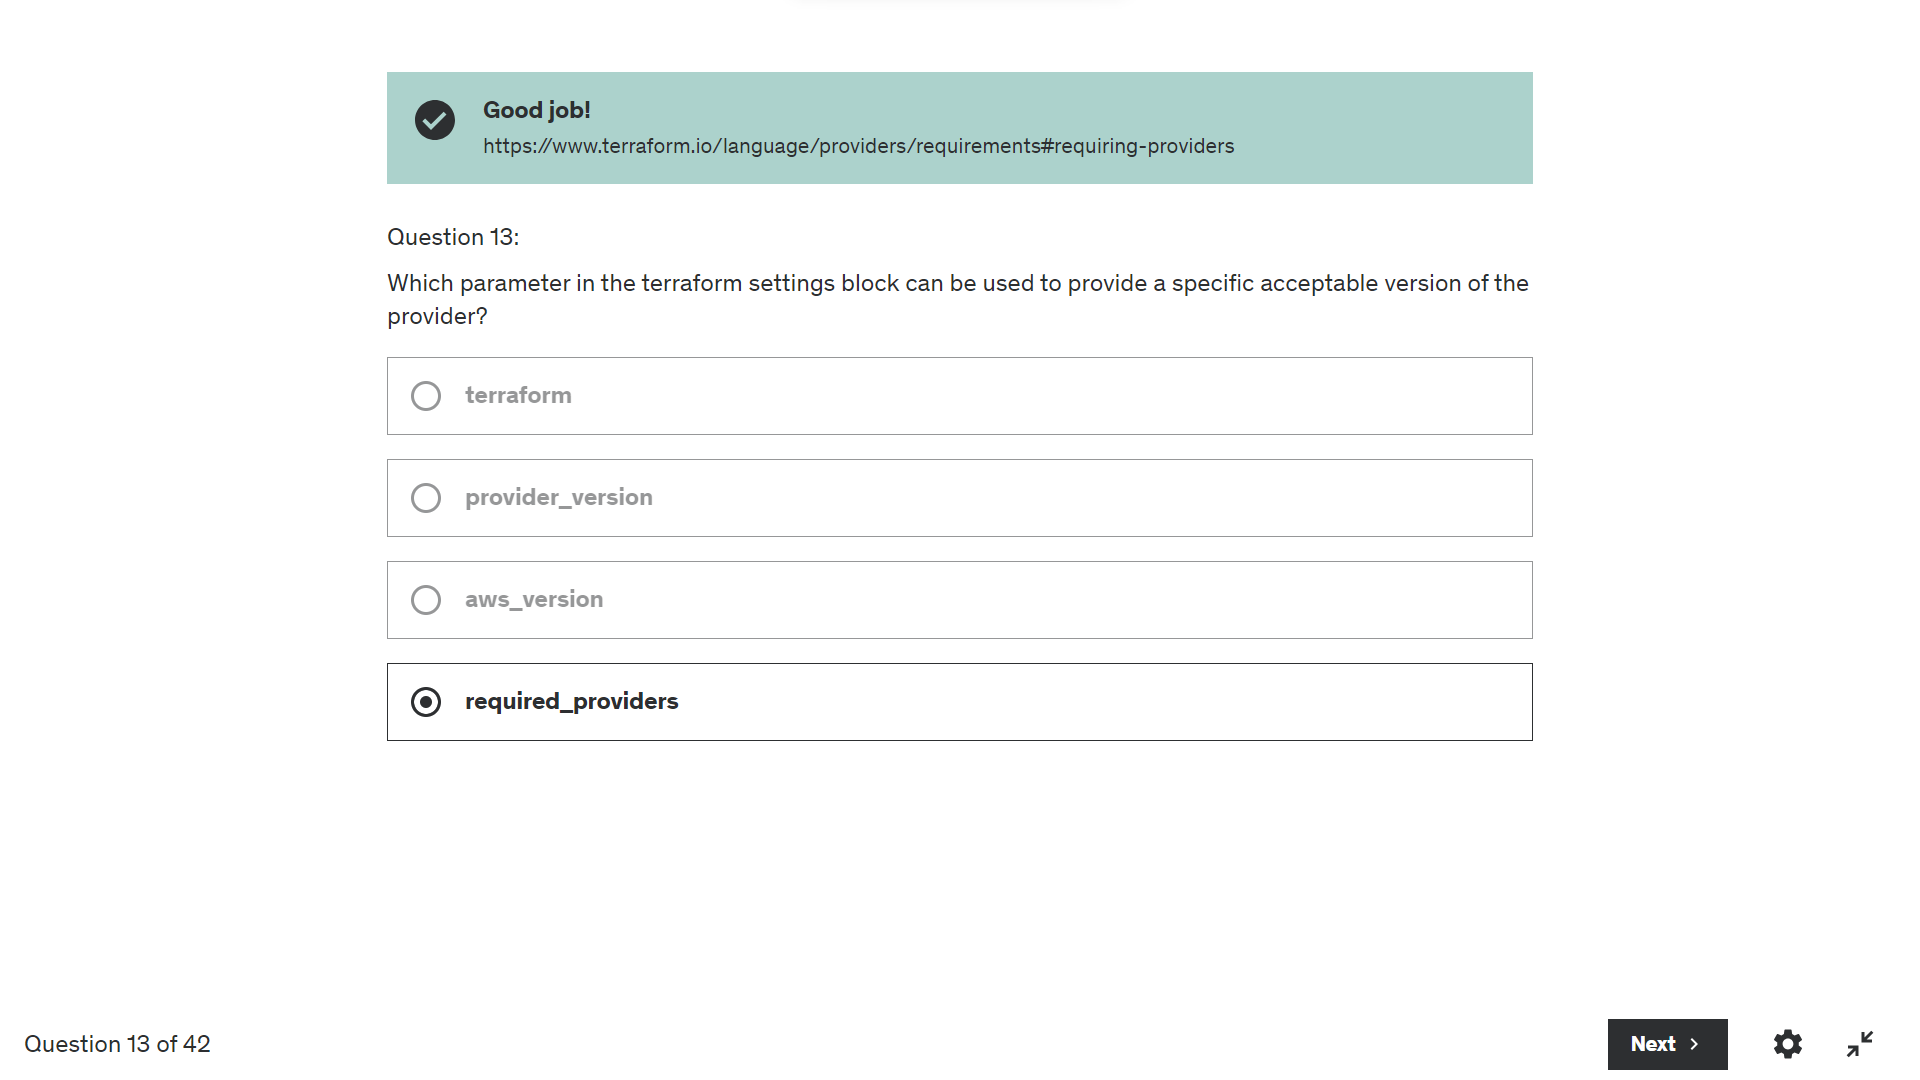 Good job!
https://www.terraform.io/language/providers/requirements#requiring-providers
Question 13:
Which parameter in the terraform settings block can be used to provide a specific acceptable version of the
provider?
terraform
provider_version
aws_version
required_providers
Question 13 of 42
Next